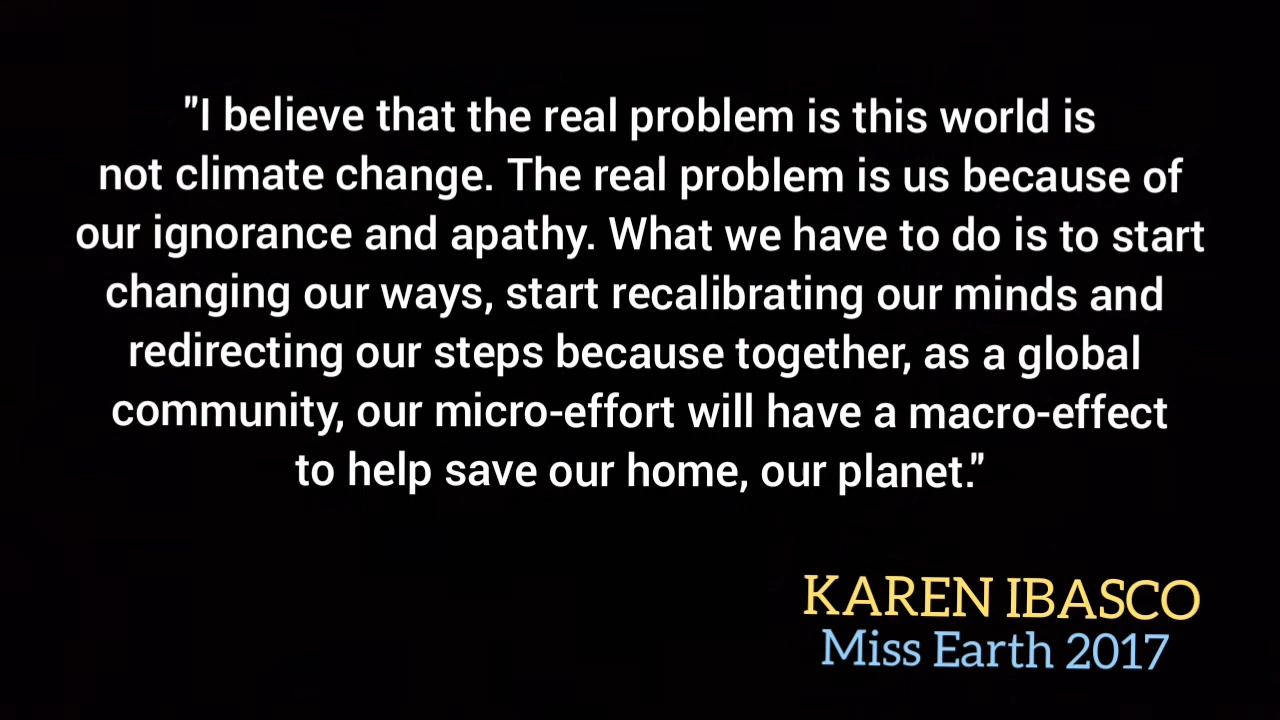 "I believe that the real problem is this world is
not climate change. The real problem is us because of
our ignorance and apathy. What we have to do is to start
changing our ways, start recalibrating our minds and
redirecting our steps because together, as a global
community, our micro-effort will have a macro-effect
to help save our home, our planet."
KAREN IBASCO
Miss Earth 2017